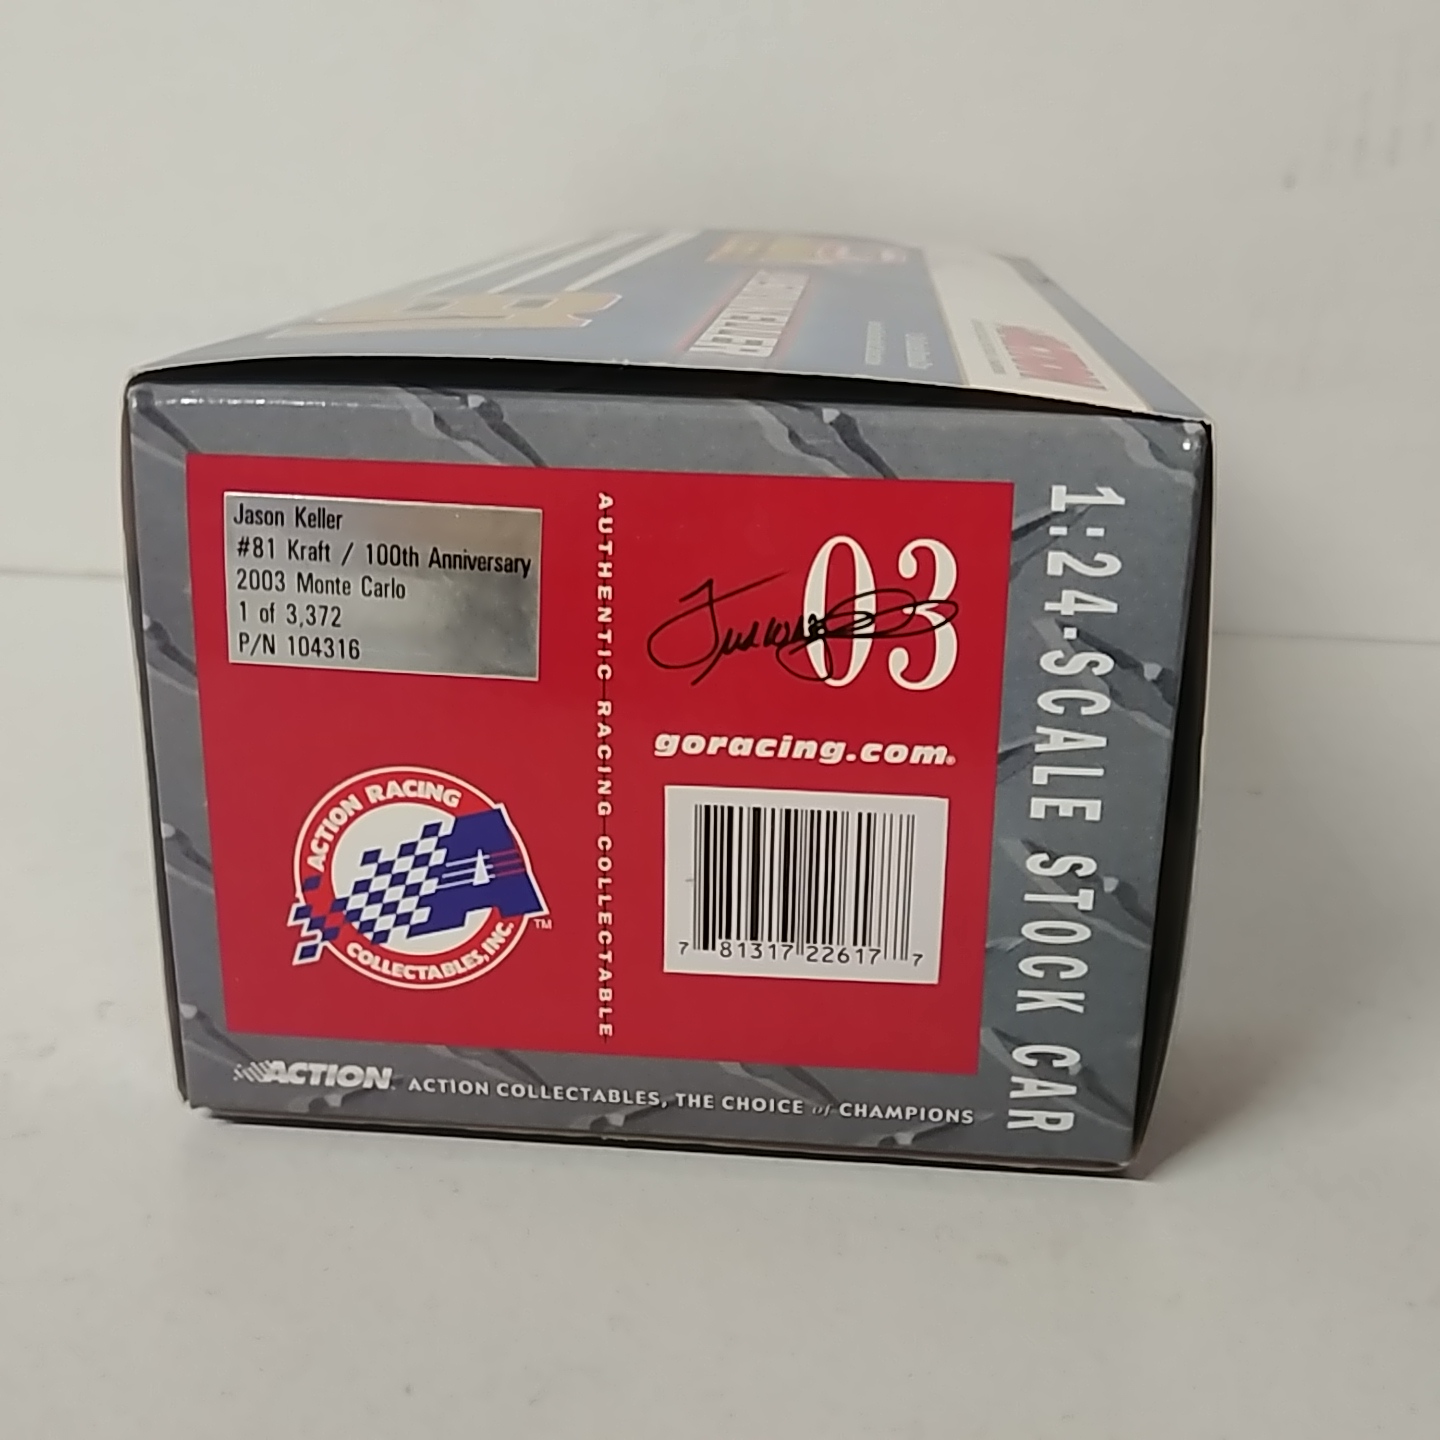 Jason Keller
#81 Kraft / 100th Anniversary
2003 Monte Carlo
1 of 3,372
P/N 104316
AUTHENTIC RACING COLLECTABLE
03
goracing.com®
7 81317 22617 7
ACTION RACING
COLLECTABLES, INC.
TM
ACTION
ACTION COLLECTABLES, THE CHOICE of CHAMPIONS
1:24-SCALE STOCK CAR